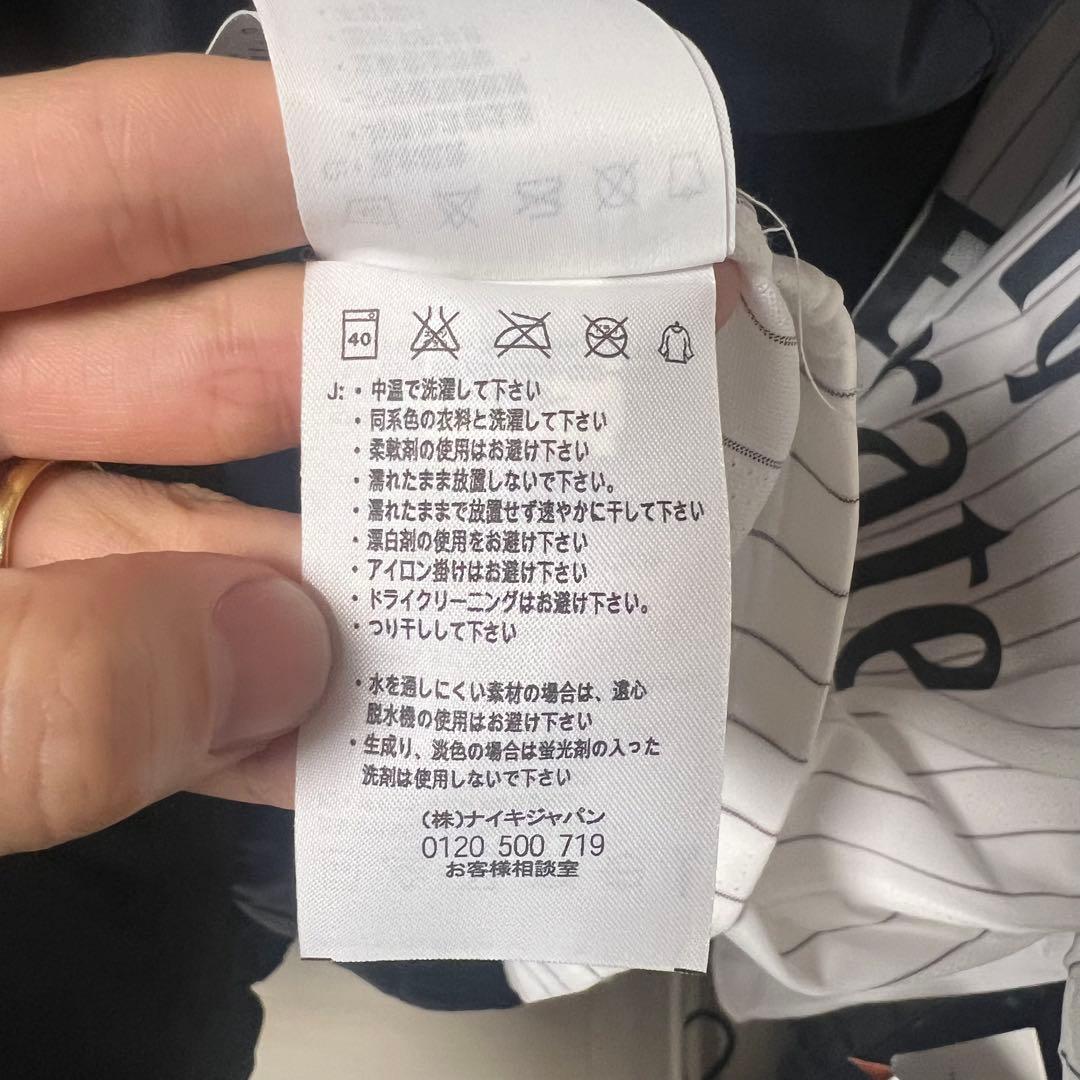 40
J: ・中温で洗濯して下さい
・同系色の衣料と洗濯して下さい
・柔軟剤の使用はお避け下さい
・濡れたまま放置しないで下さい。
・濡れたままで放置せず速やかに干して下さい
・漂白剤の使用をお避け下さい
・アイロン掛けはお避け下さい
・ドライクリーニングはお避け下さい。
・つり干しして下さい
・水を通しにくい素材の場合は、遠心
脱水機の使用はお避け下さい
・生成り、淡色の場合は蛍光剤の入った
洗剤は使用しないで下さい
(株)ナイキジャパン
0120 500 719
お客様相談室